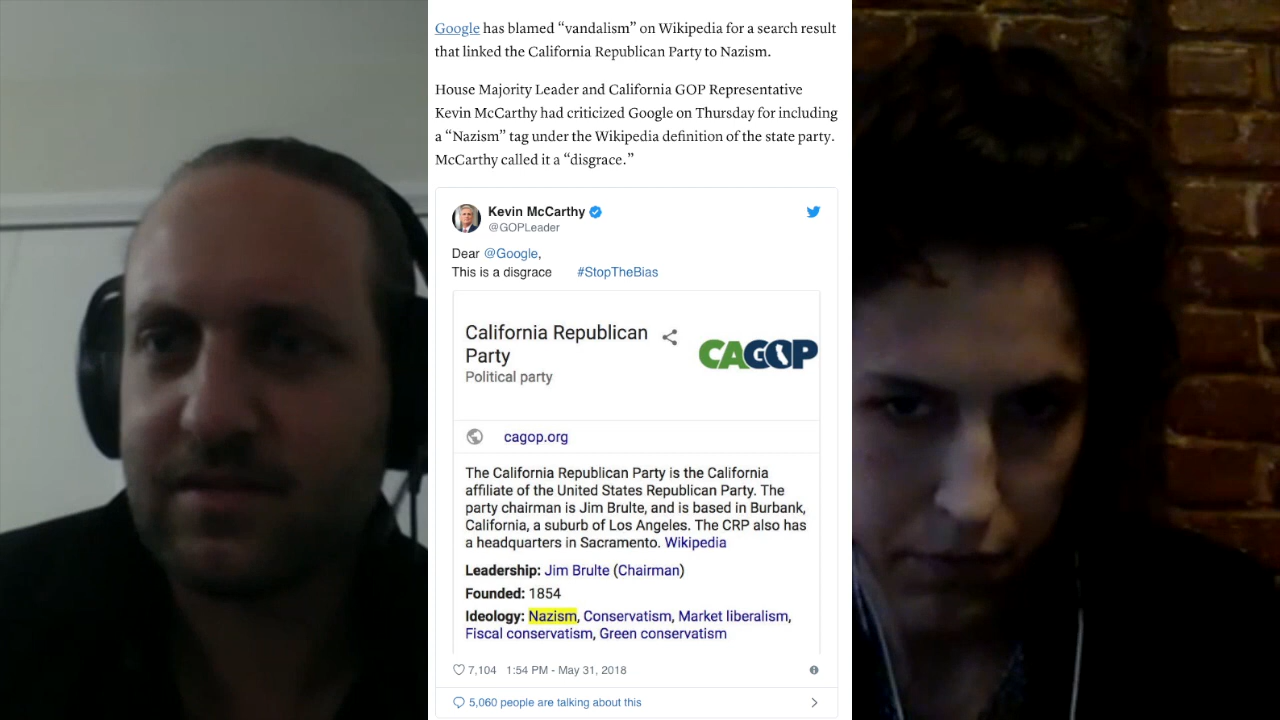 Google has blamed “vandalism” on Wikipedia for a search result
that linked the California Republican Party to Nazism.
House Majority Leader and California GOP Representative
Kevin McCarthy had criticized Google on Thursday for including
a “Nazism” tag under the Wikipedia definition of the state party.
McCarthy called it a “disgrace.”
Kevin McCarthy
@GOPLeader
Dear @Google,
This is a disgrace #StopTheBias
California Republican
Party
CAGOP
Political party
cagop.org
The California Republican Party is the California
affiliate of the United States Republican Party. The
party chairman is Jim Brulte, and is based in Burbank,
California, a suburb of Los Angeles. The CRP also has
a headquarters in Sacramento. Wikipedia
Leadership: Jim Brulte (Chairman)
Founded: 1854
Ideology: Nazism, Conservatism, Market liberalism,
Fiscal conservatism, Green conservatism
7,104 1:54 PM - May 31, 2018
5,060 people are talking about this